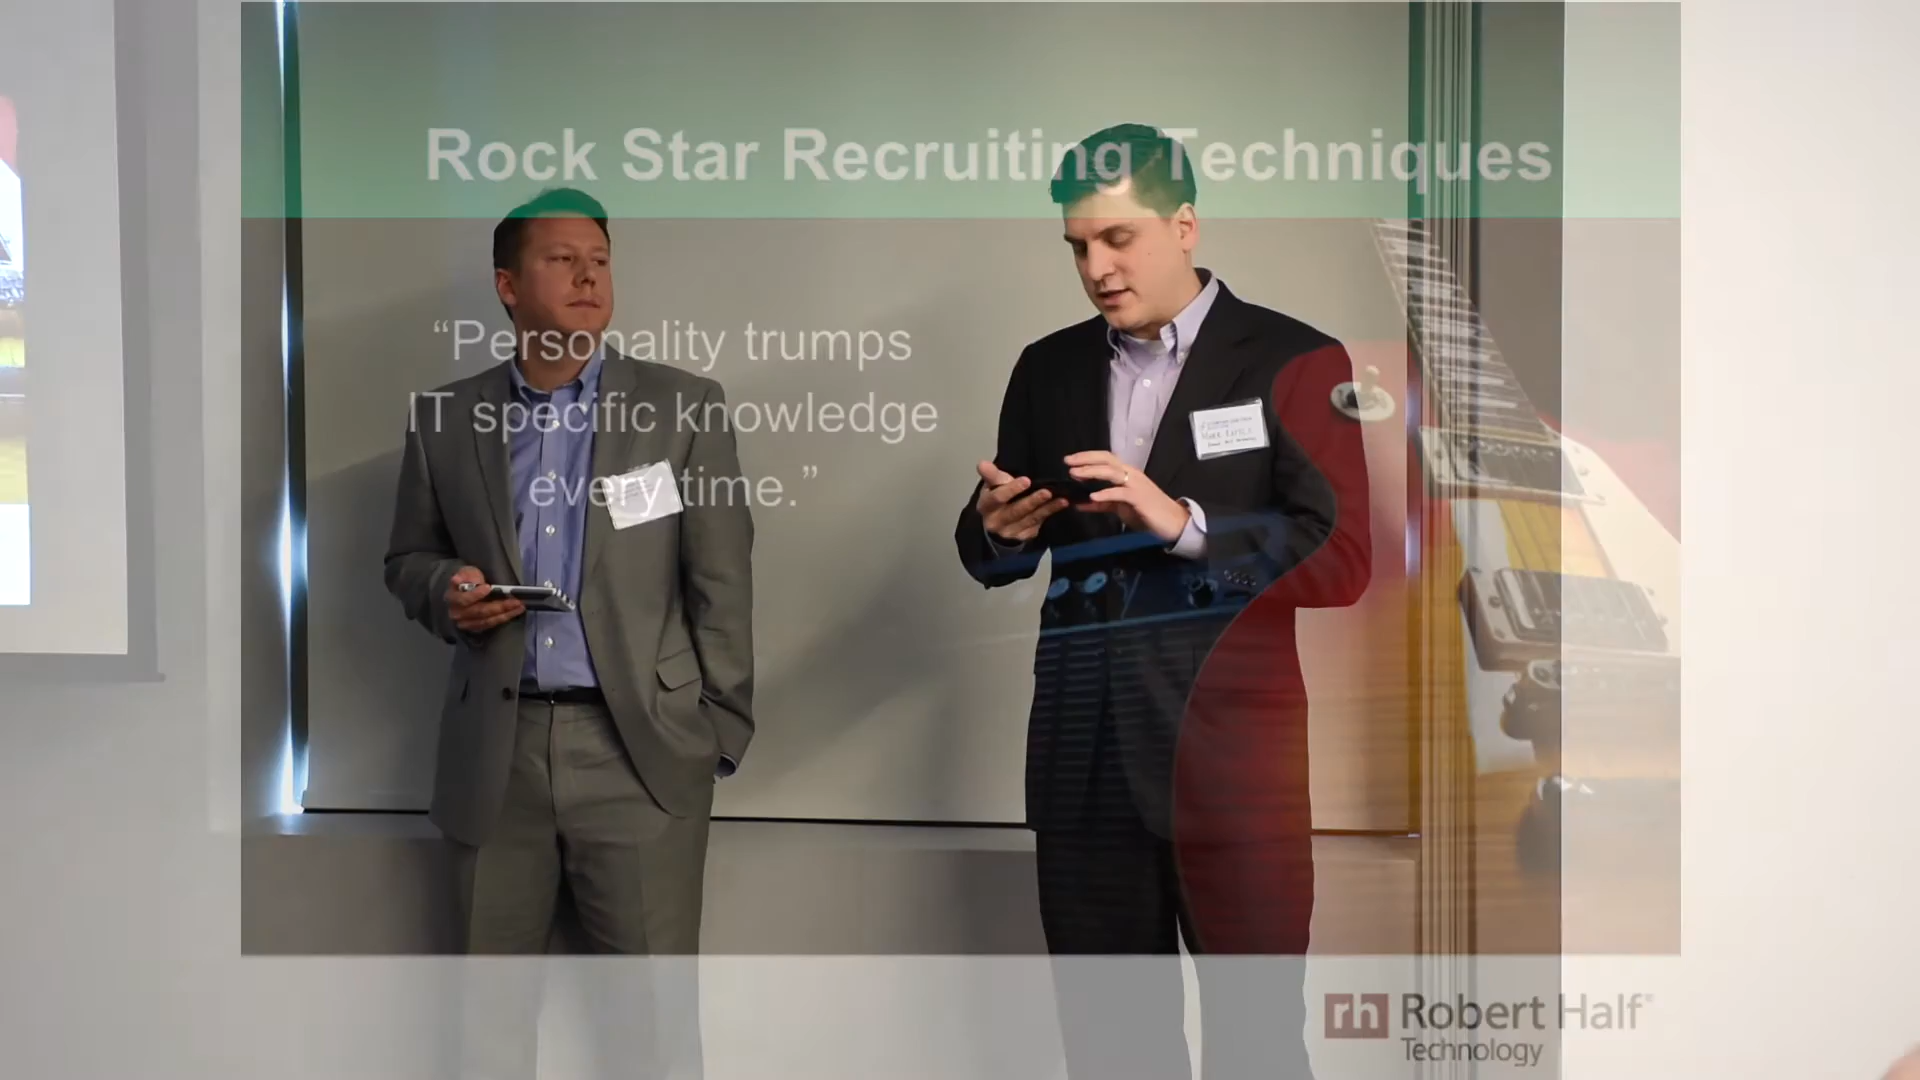 Rock Star Recruiting Techniques
“Personality trumps
IT specific knowledge
every time.”
rh Robert Half®
Technology